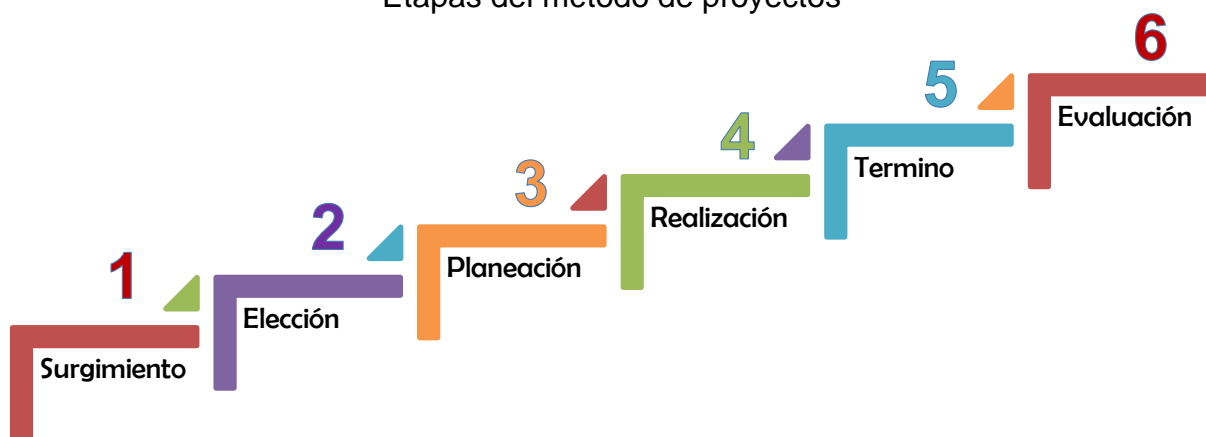 Etapas del método de proyectos
1
Surgimiento
2
Elección
3
Planeación
4
Realización
5
Termino
6
Evaluación